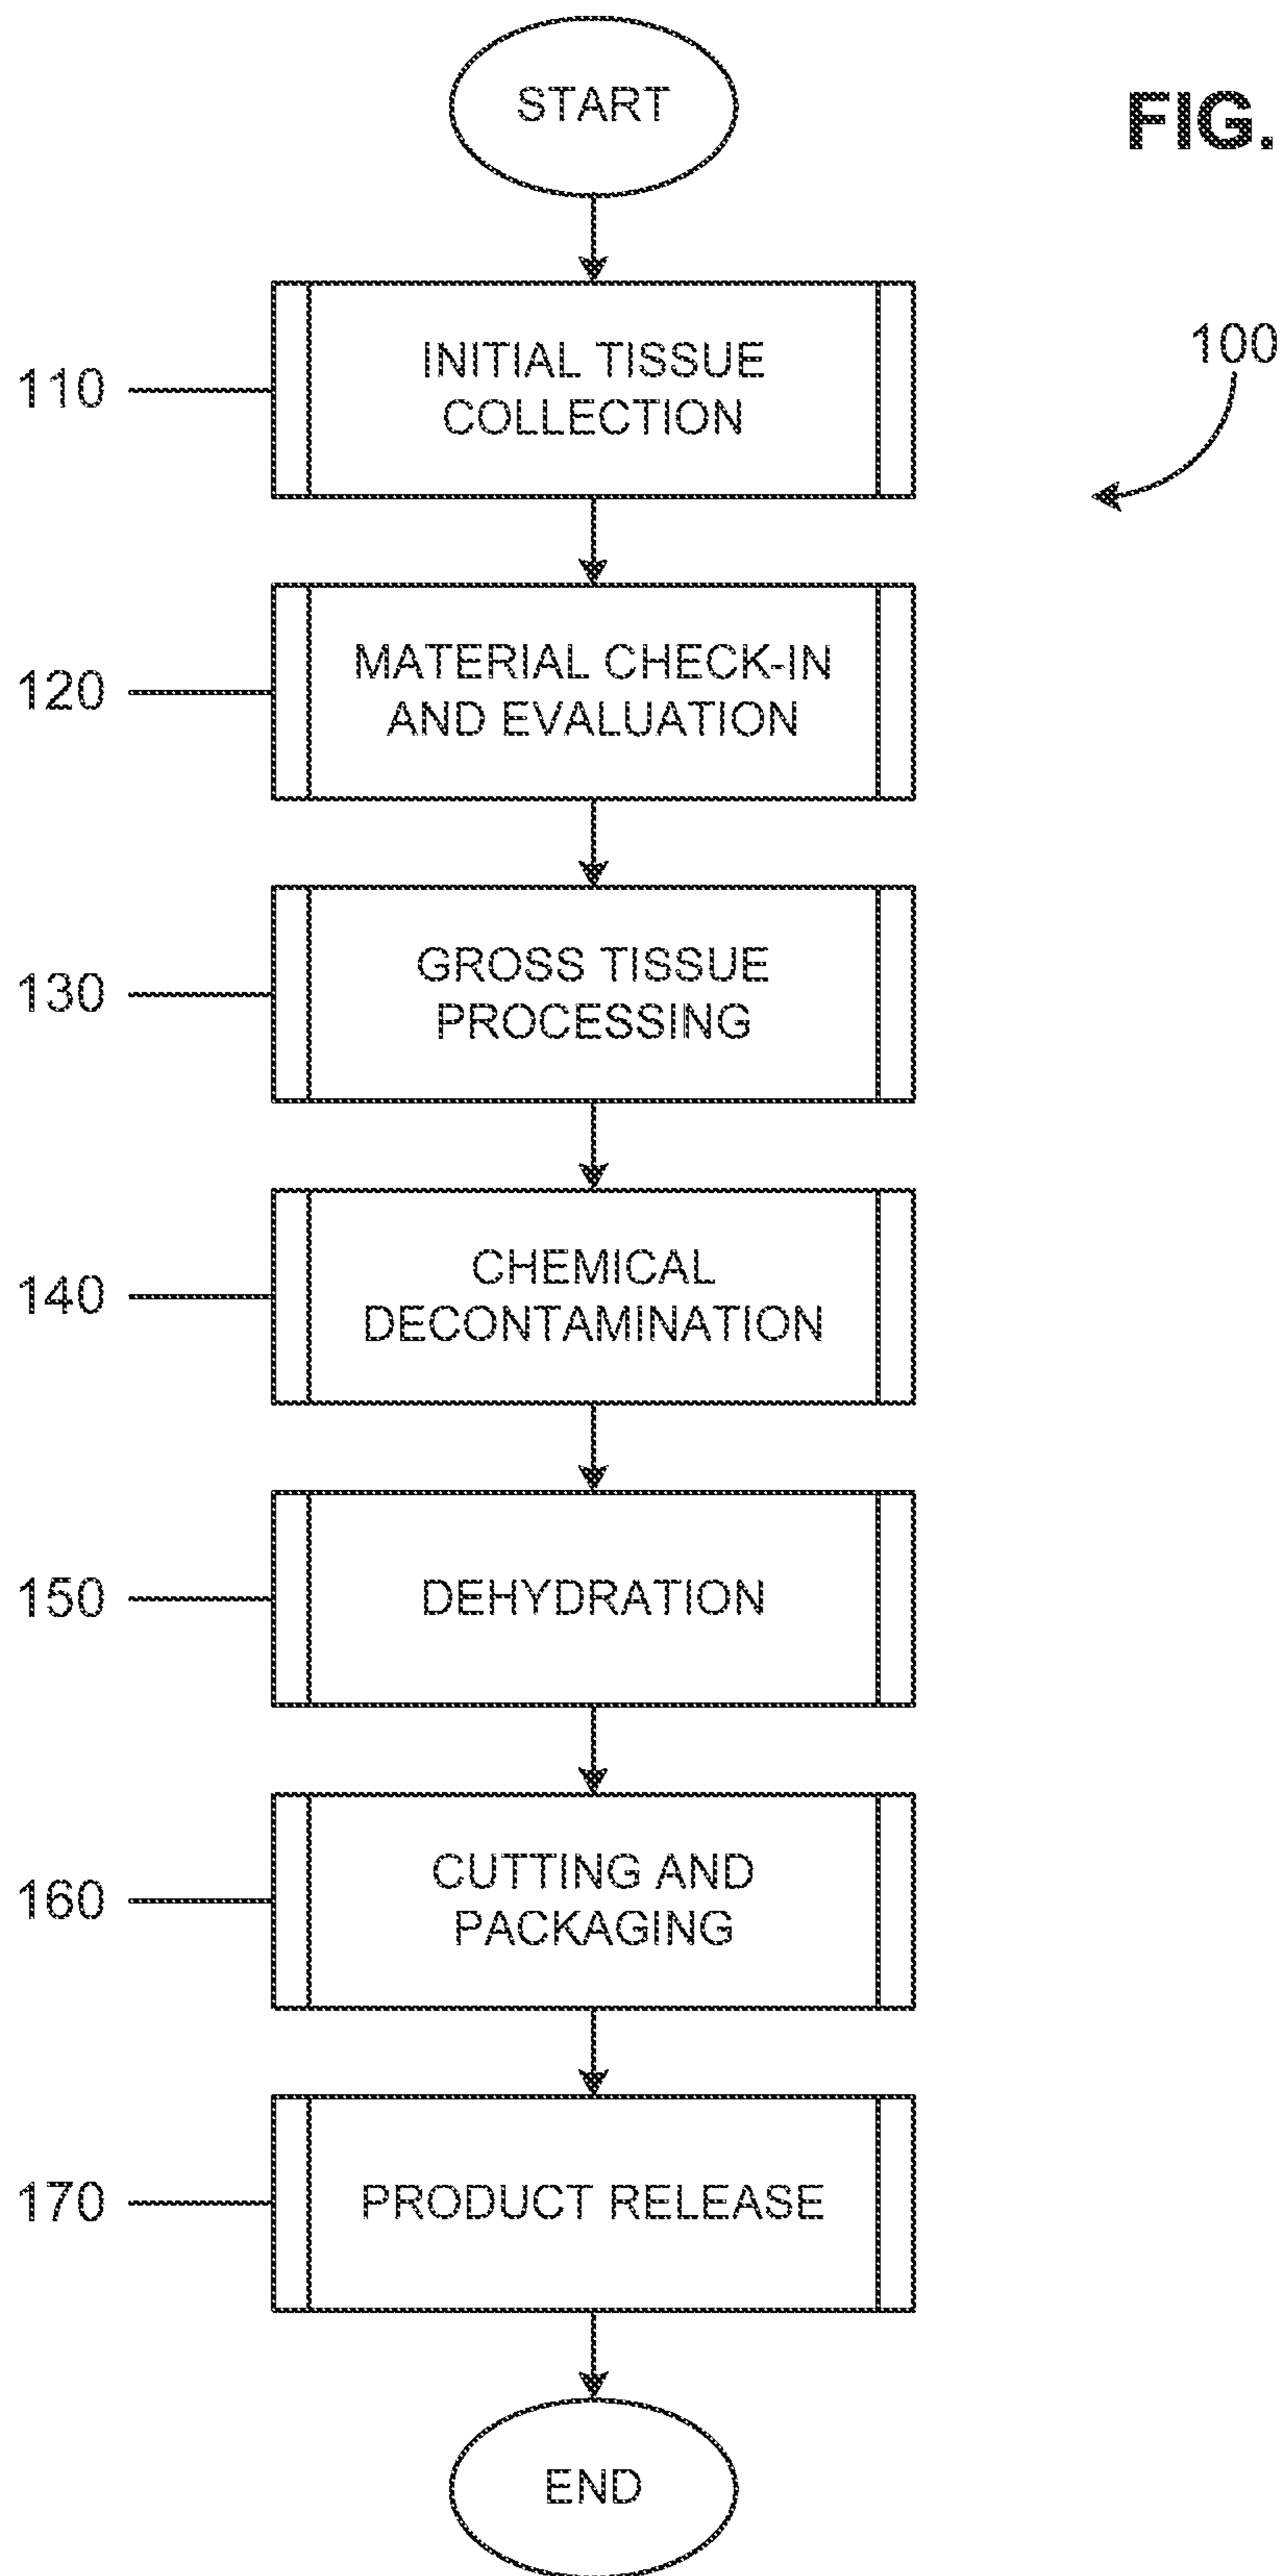 START
FIG.
INITIAL TISSUE
COLLECTION
110
100
MATERIAL CHECK-IN
AND EVALUATION
120
GROSS TISSUE
PROCESSING
130
CHEMICAL
DECONTAMINATION
140
DEHYDRATION
150
CUTTING AND
PACKAGING
160
PRODUCT RELEASE
170
END